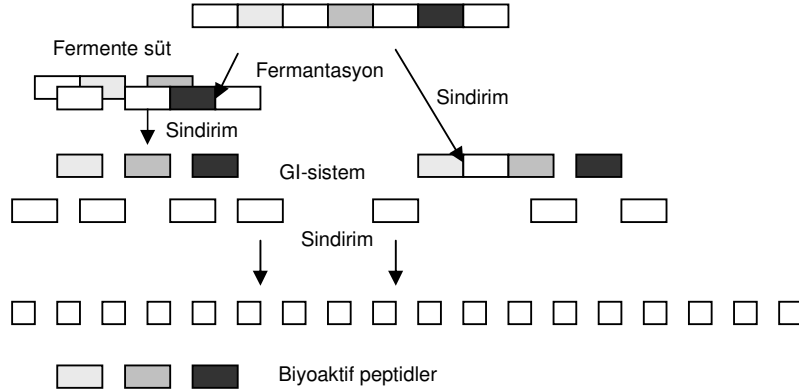 Fermente süt
Fermantasyon
Sindirim
Sindirim
GI-sistem
Sindirim
Biyoaktif peptidler